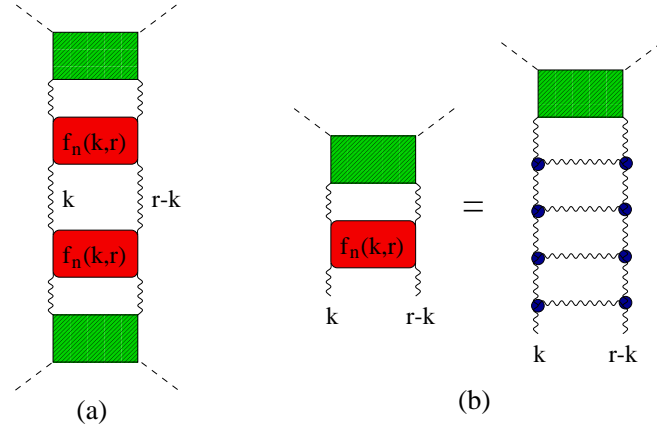 f_n(k,r)
k
r-k
f_n(k,r)
(a)
f_n(k,r)
k
r-k
=
k
r-k
(b)